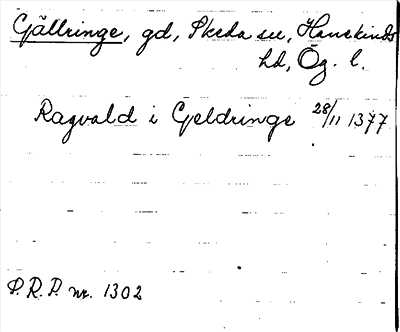 Gällringe, gd, Skeda sn, Hanekinds
hd, Ög. l.
Ragvald i Geldringe 28/11 1377
P.R.P. nr. 1302